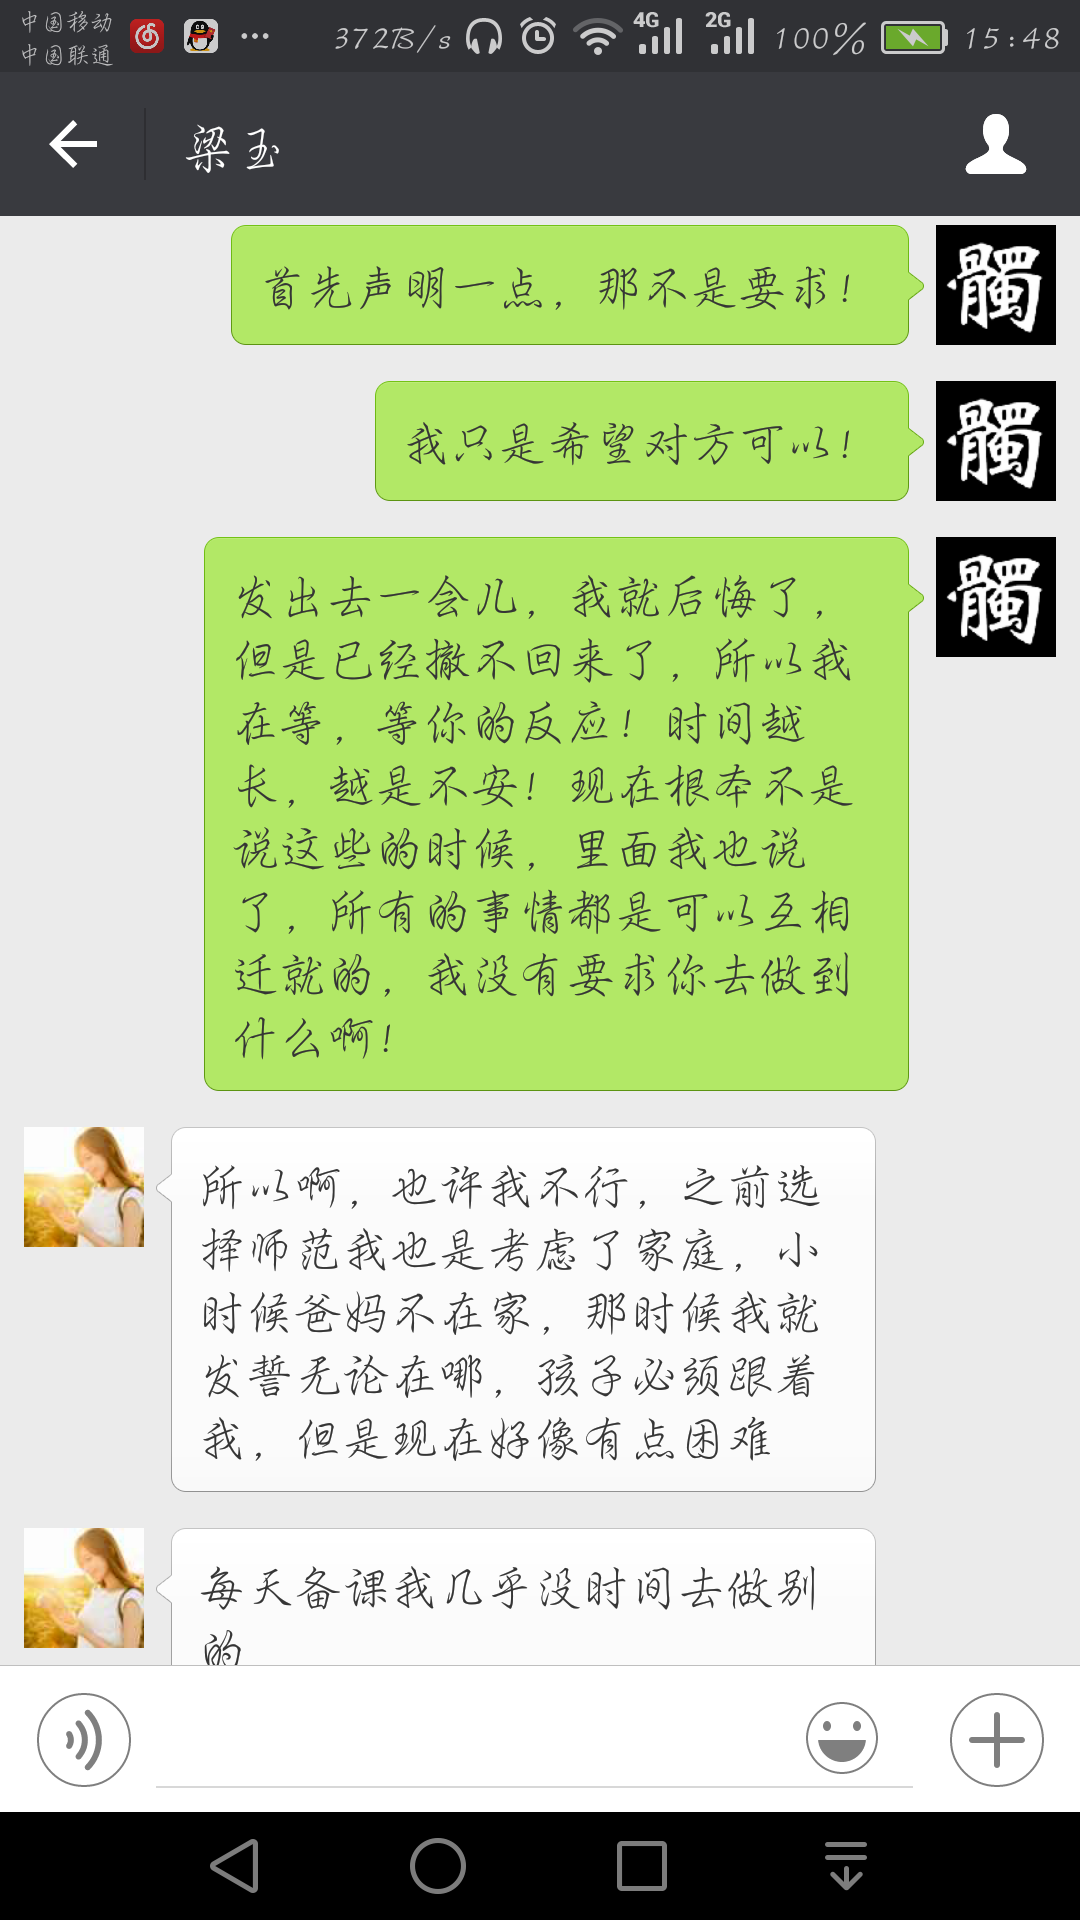 中国移动
中国联通
372B/s
4G
2G
100%
15:48
梁玉
首先声明一点，那不是要求！
髑
我只是希望对方可以！
髑
发出去一会儿，我就后悔了，
但是已经撤不回来了，所以我
在等，等你的反应！时间越
长，越是不安！现在根本不是
说这些的时候，里面我也说
了，所有的事情都是可以互相
迁就的，我没有要求你去做到
什么啊！
髑
所以啊，也许我不行，之前选
择师范我也是考虑了家庭，小
时候爸妈不在家，那时候我就
发誓无论在哪，孩子必须跟着
我，但是现在好像有点困难
每天备课我几乎没时间去做别
的